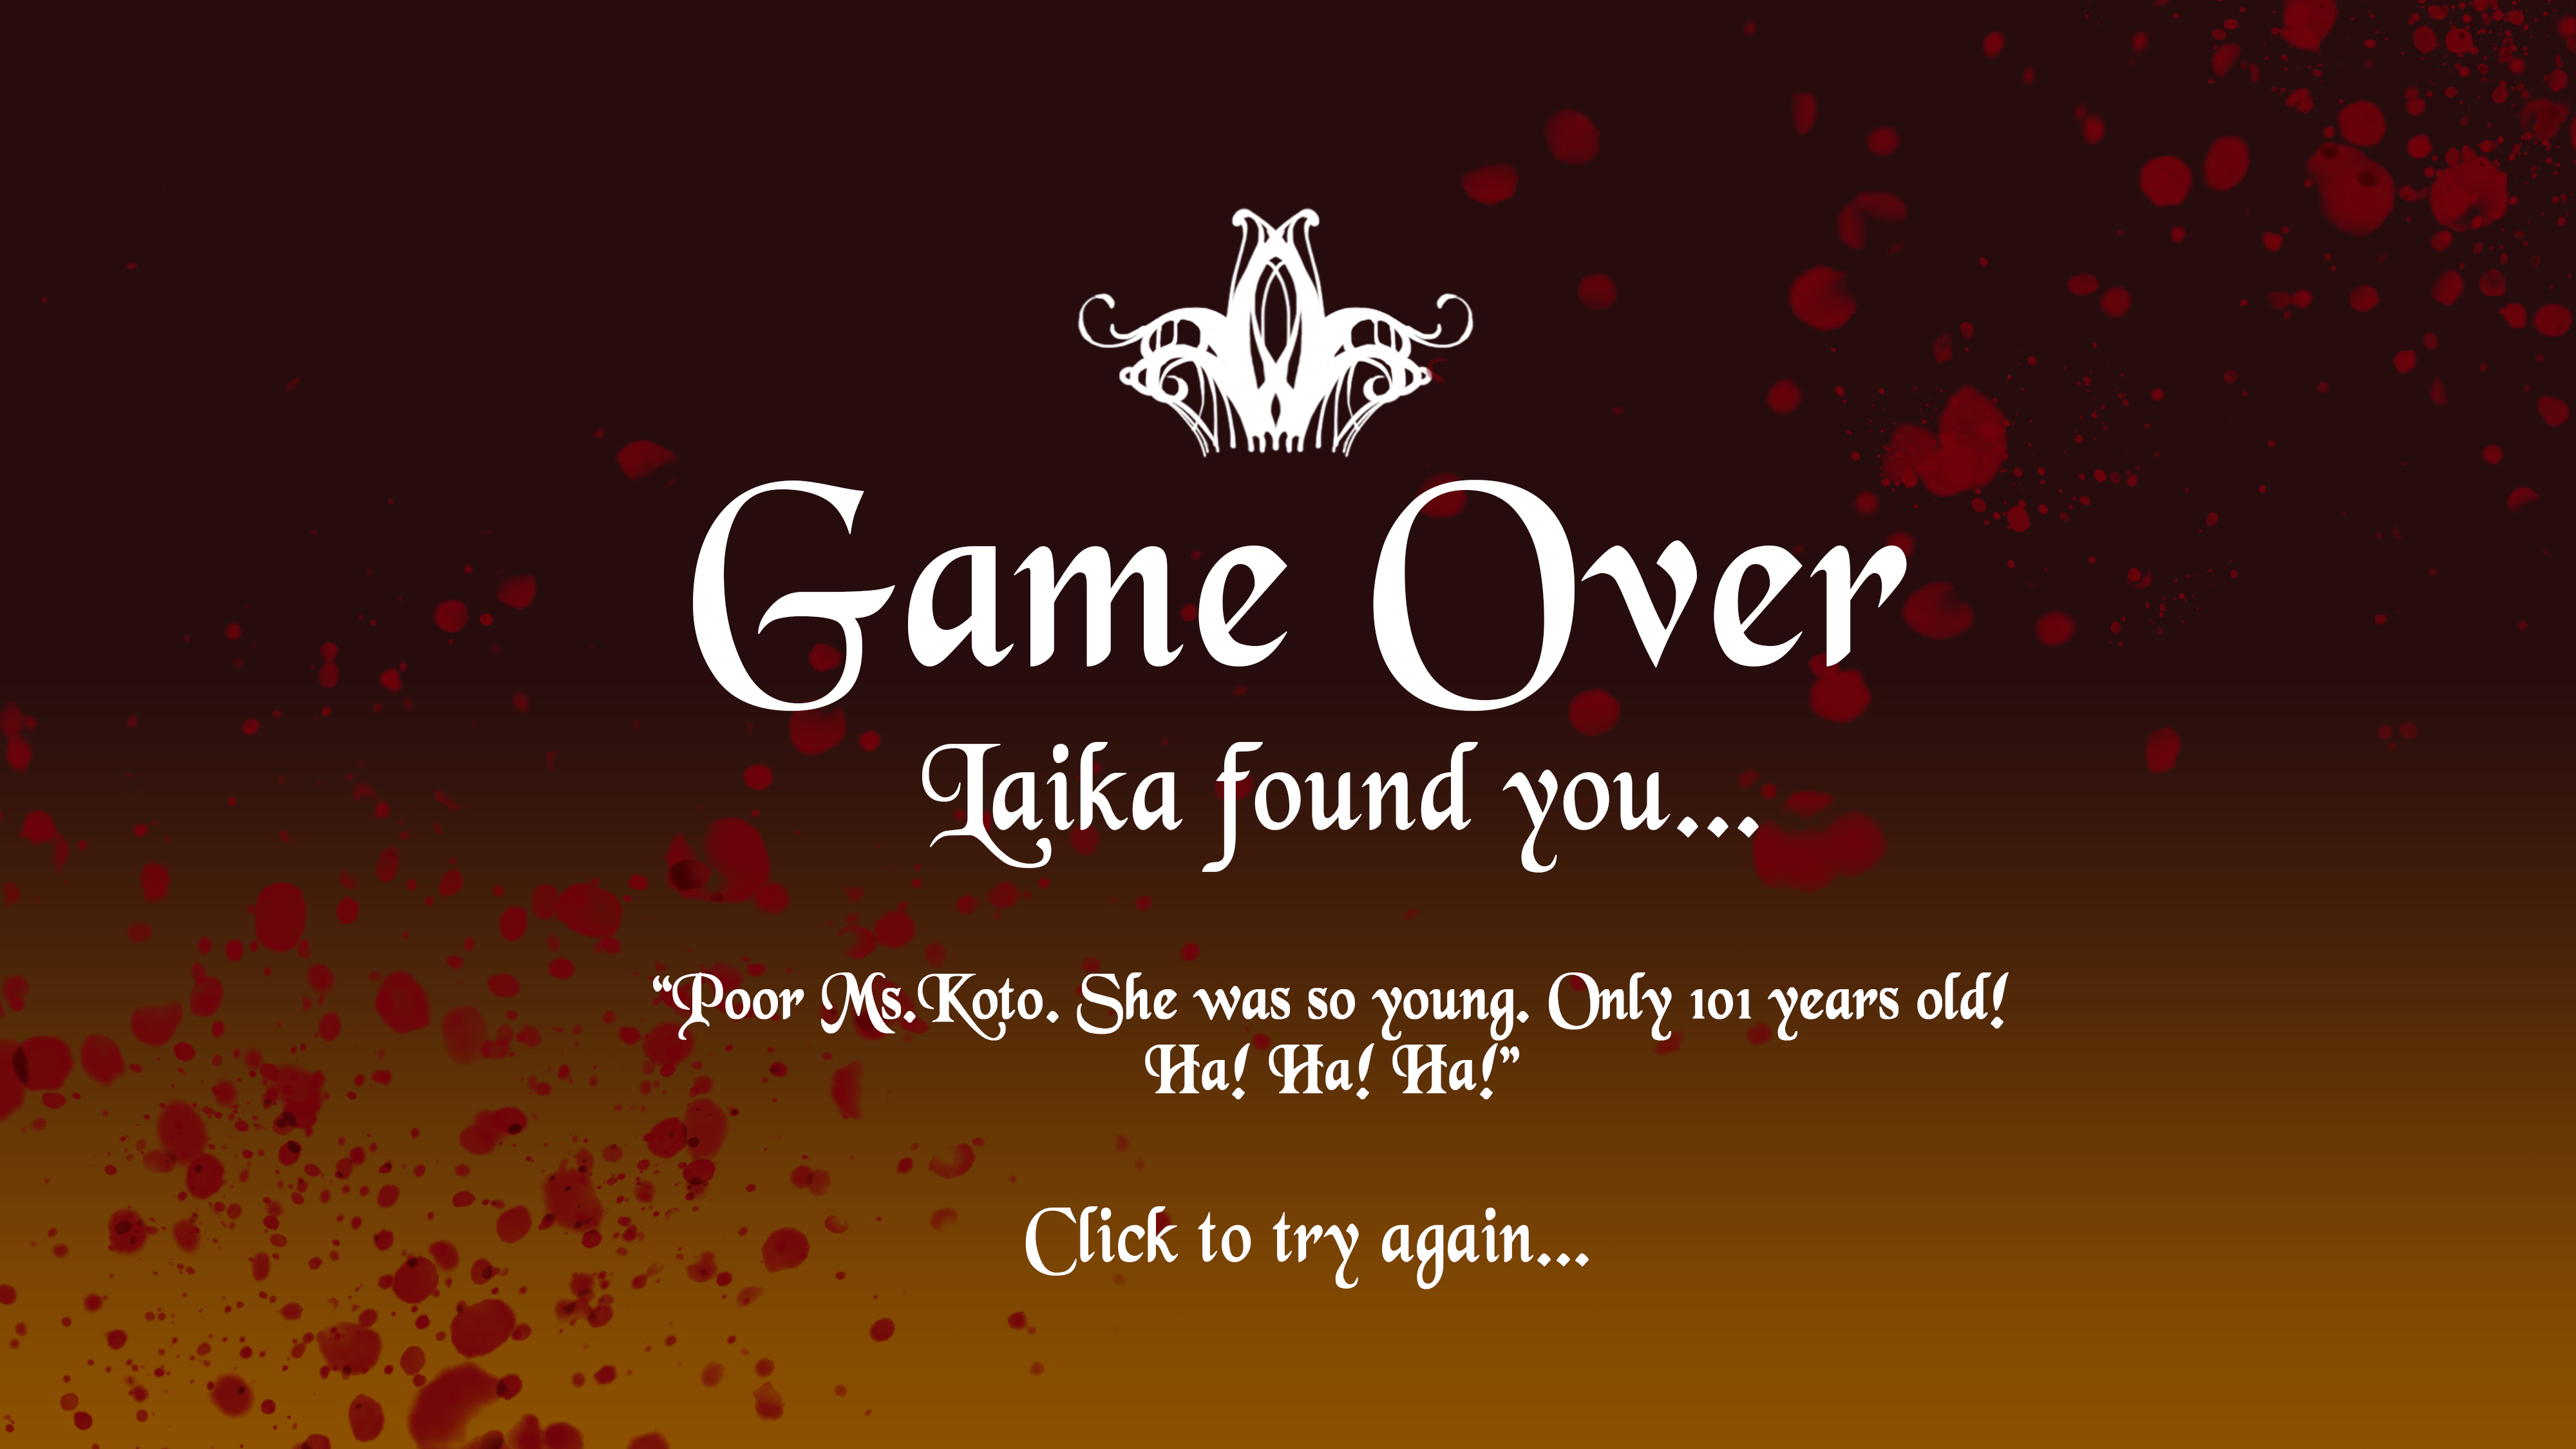 Game Over
Laika found you...
“Poor Ms. Koto. She was so young. Only 101 years old!
Ha! Ha! Ha!”
Click to try again...